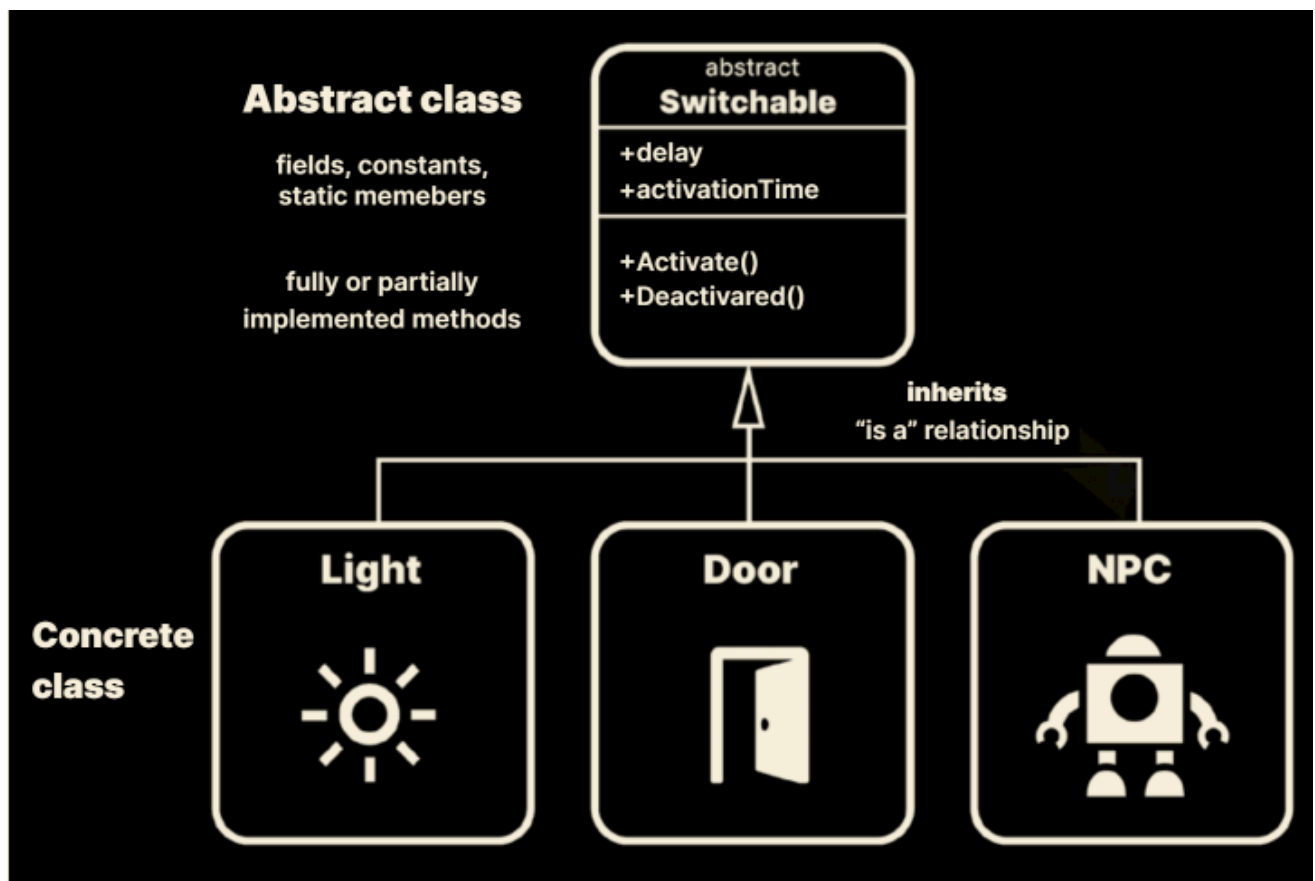 abstract
Switchable
Abstract class
+delay
+activationTime
fields, constants,
static memebers
+Activate()
+Deactivared()
fully or partially
implemented methods
inherits
“is a” relationship
Light
Door
NPC
Concrete
class